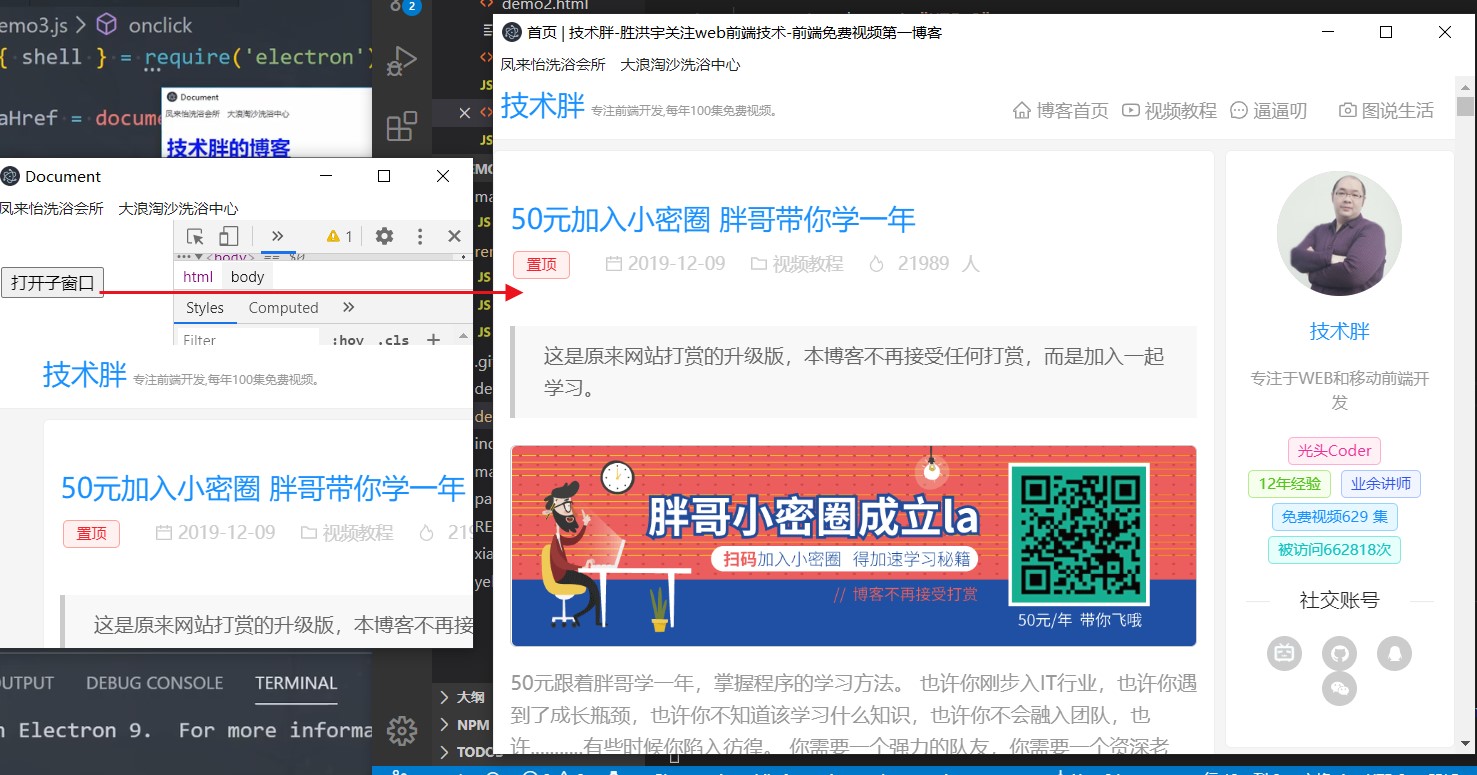 emo3.js > onclick
{ shell } = require('electron')
aHref = docume
Document
凤来怡洗浴会所 大浪淘沙洗浴中心
技术胖的博客
2
demo2.html
JS
JS
Document
凤来怡洗浴会所 大浪淘沙洗浴中心
1
<body> == $0
html body
打开子窗口
Styles Computed
Filter :hov .cls +
技术胖 专注前端开发,每年100集免费视频。
50元加入小密圈 胖哥带你学一年
置顶 2019-12-09 视频教程 219
这是原来网站打赏的升级版，本博客不再接
OUTPUT DEBUG CONSOLE TERMINAL
n Electron 9. For more informa
EMO
ma
JS
rer
JS
JS
JS
.gi
de
de
ind
ma
pa
RE
xia
ye
大纲
NPM
TODO
首页 | 技术胖-胜洪宇关注web前端技术-前端免费视频第一博客
凤来怡洗浴会所 大浪淘沙洗浴中心
技术胖 专注前端开发,每年100集免费视频。
博客首页 视频教程 逼逼叨 图说生活
50元加入小密圈 胖哥带你学一年
置顶 2019-12-09 视频教程 21989 人
这是原来网站打赏的升级版，本博客不再接受任何打赏，而是加入一起
学习。
胖哥小密圈成立la
扫码加入小密圈 得加速学习秘籍
// 博客不再接受打赏
50元/年 带你飞哦
50元跟着胖哥学一年，掌握程序的学习方法。 也许你刚步入IT行业，也许你遇
到了成长瓶颈，也许你不知道该学习什么知识，也许你不会融入团队，也
许..........有些时候你陷入彷徨。 你需要一个强力的队友，你需要一个资深老
技术胖
专注于WEB和移动前端开
发
光头Coder
12年经验 业余讲师
免费视频629 集
被访问662818次
社交账号